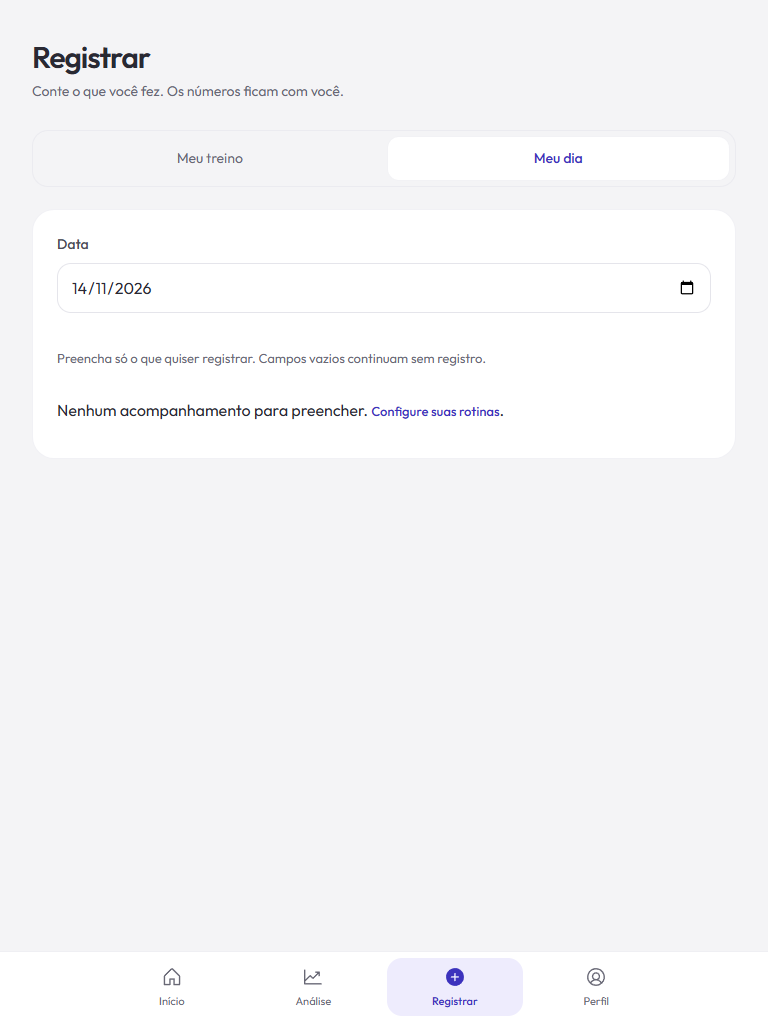 Registrar
Conte o que você fez. Os números ficam com você.
Meu treino
Meu dia
Data
14/11/2026
Preencha só o que quiser registrar. Campos vazios continuam sem registro.
Nenhum acompanhamento para preencher. Configure suas rotinas.
Início
Análise
Registrar
Perfil